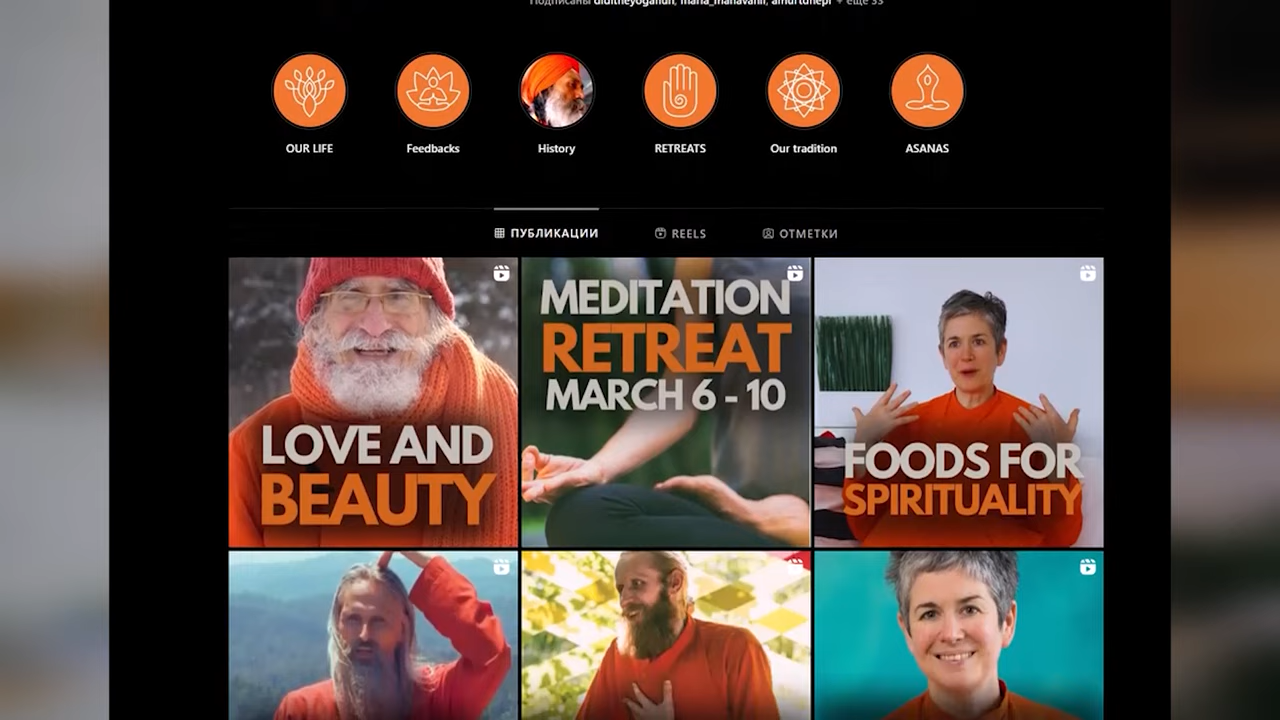 OUR LIFE
Feedbacks
History
RETREATS
Our tradition
ASANAS
ПУБЛИКАЦИИ
REELS
ОТМЕТКИ
LOVE AND
BEAUTY
MEDITATION
RETREAT
MARCH 6 - 10
FOODS FOR
SPIRITUALITY